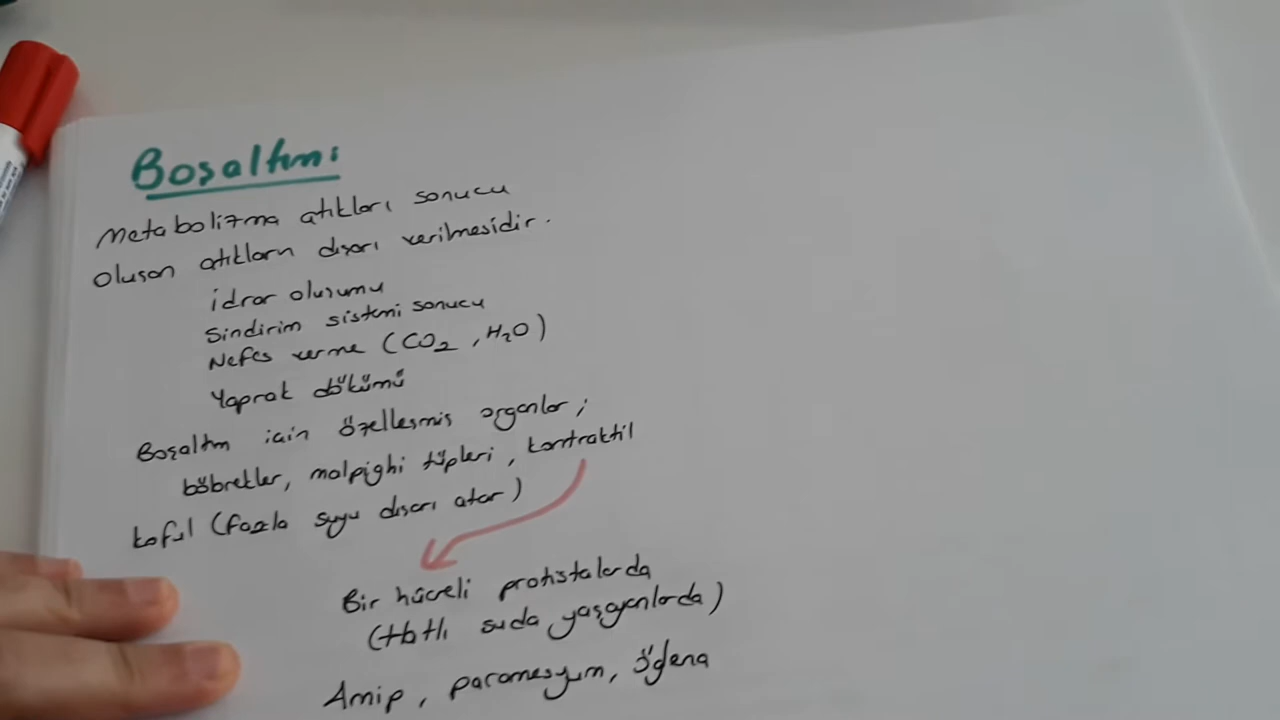 Boşaltımı
Metabolizma atıkları sonucu
Oluşan atıkların dışarı verilmesidir.
idrar oluşumu
Sindirim sistemi sonucu
Nefes verme (CO2, H2O)
Yaprak dökümü
Boşaltım için özelleşmiş organlar;
böbrekler, malpighi tüpleri, kontraktil
koful (fazla suyu dışarı atar)
Bir hücreli protistalarda
(tatlı suda yaşayanlarda)
Amip, paramesyum, öglena